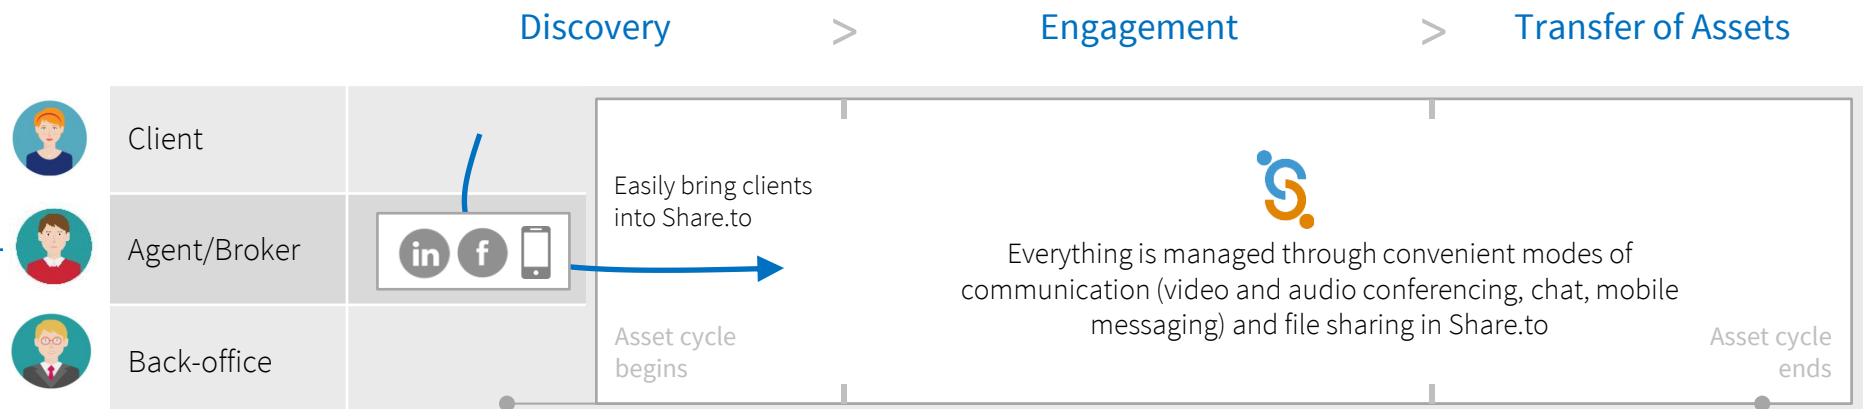 Discovery > Engagement > Transfer of Assets
Client
Agent/Broker
Back-office
in f
Easily bring clients
into Share.to
Asset cycle
begins
S
Everything is managed through convenient modes of
communication (video and audio conferencing, chat, mobile
messaging) and file sharing in Share.to
Asset cycle
ends